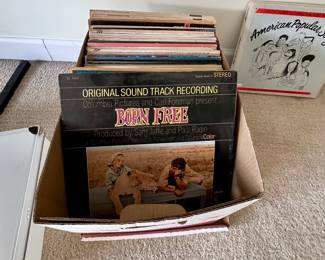 STEREO
ORIGINAL SOUND TRACK RECORDING
Columbia Pictures and Carl Foreman present
BORN FREE
Produced by Sam Jaffe and Paul Radin
Color
American Popular